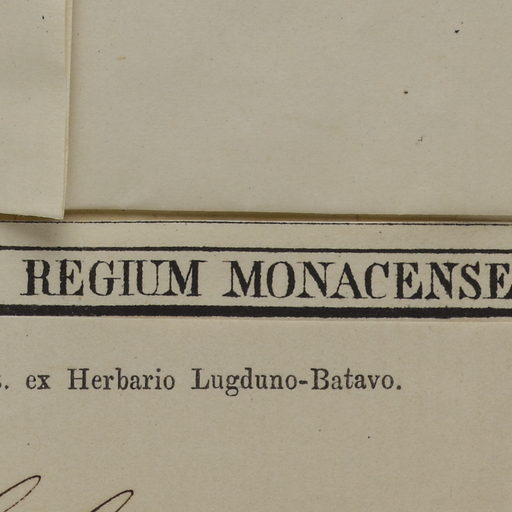 REGIUM MONACENSE
ex Herbario Lugduno-Batavo.